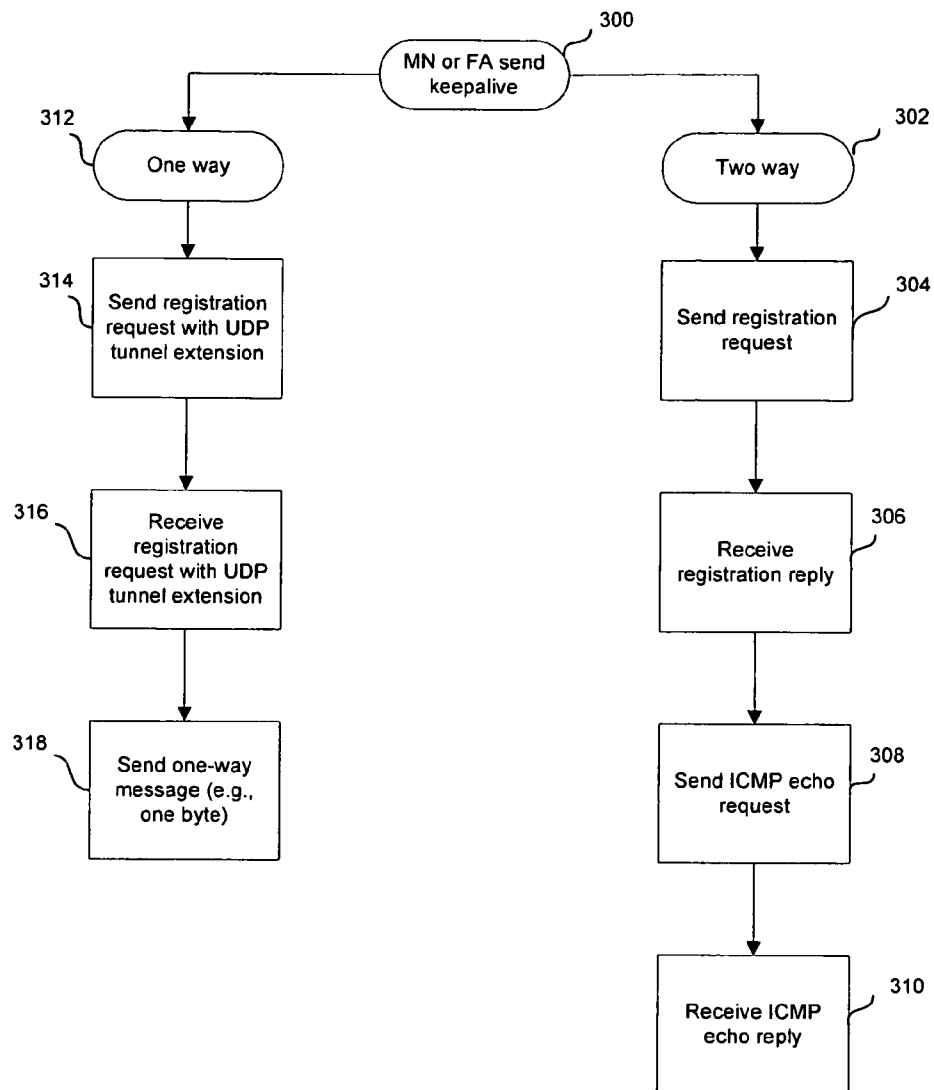 300
MN or FA send
keepalive
312
One way
302
Two way
314
Send registration
request with UDP
tunnel extension
304
Send registration
request
316
Receive
registration
request with UDP
tunnel extension
306
Receive
registration reply
318
Send one-way
message (e.g.,
one byte)
308
Send ICMP echo
request
310
Receive ICMP
echo reply